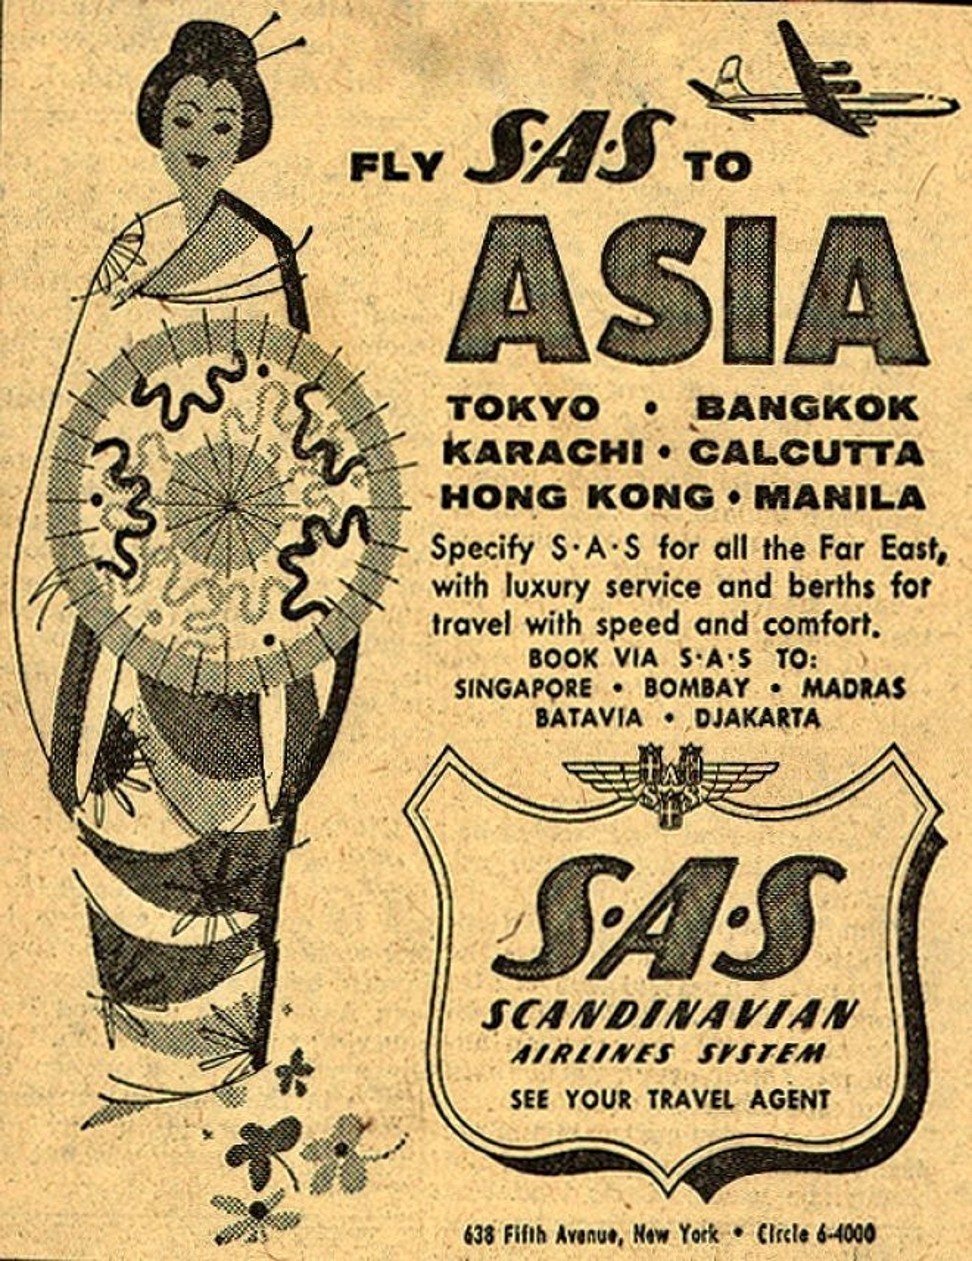 FLY S·A·S TO
ASIA
TOKYO • BANGKOK
KARACHI • CALCUTTA
HONG KONG • MANILA
Specify S·A·S for all the Far East,
with luxury service and berths for
travel with speed and comfort.
BOOK VIA S·A·S TO:
SINGAPORE • BOMBAY • MADRAS
BATAVIA • DJAKARTA
SAS
S·A·S
SCANDINAVIAN
AIRLINES SYSTEM
SEE YOUR TRAVEL AGENT
638 Fifth Avenue, New York • Circle 6-4000